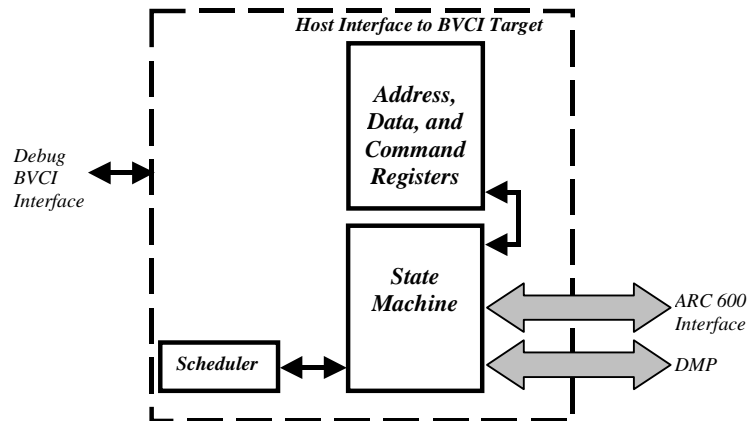 Host Interface to BVCI Target
Address,
Data, and
Command
Registers
Debug
BVCI
Interface
State
Machine
ARC 600
Interface
Scheduler
DMP